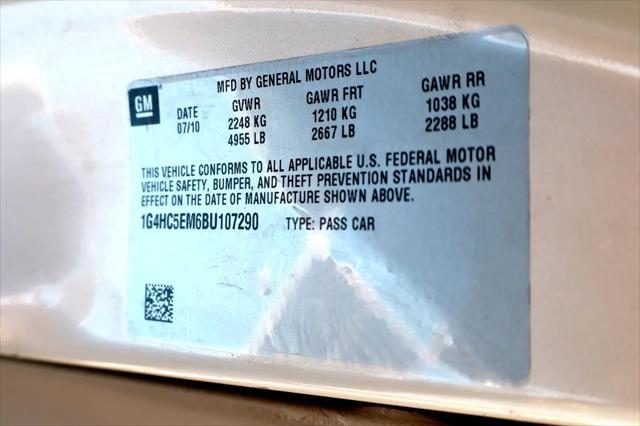 MFD BY GENERAL MOTORS LLC
GM
DATE GVWR GAWR FRT GAWR RR
07/10 2248 KG 1210 KG 1038 KG
4955 LB 2667 LB 2288 LB
THIS VEHICLE CONFORMS TO ALL APPLICABLE U.S. FEDERAL MOTOR
VEHICLE SAFETY, BUMPER, AND THEFT PREVENTION STANDARDS IN
EFFECT ON THE DATE OF MANUFACTURE SHOWN ABOVE.
1G4HC5EM6BU107290 TYPE: PASS CAR